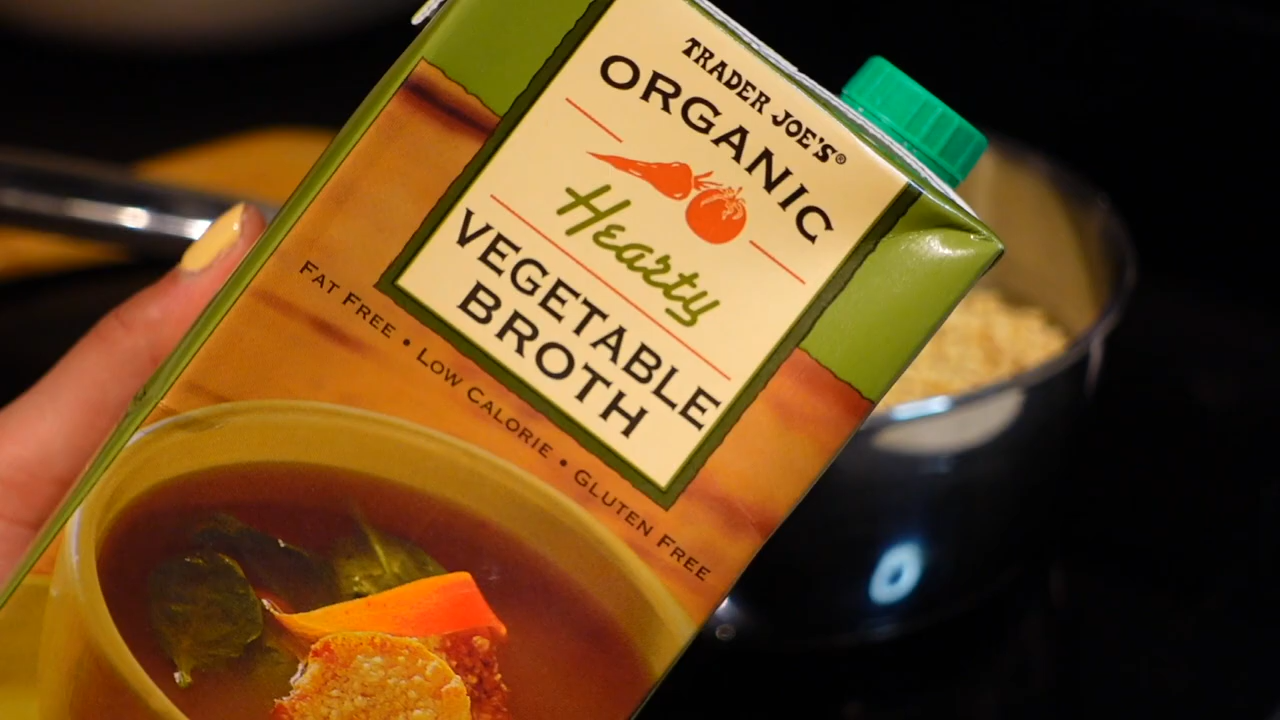 TRADER JOE'S®
ORGANIC
Hearty
VEGETABLE
BROTH
FAT FREE • LOW CALORIE • GLUTEN FREE